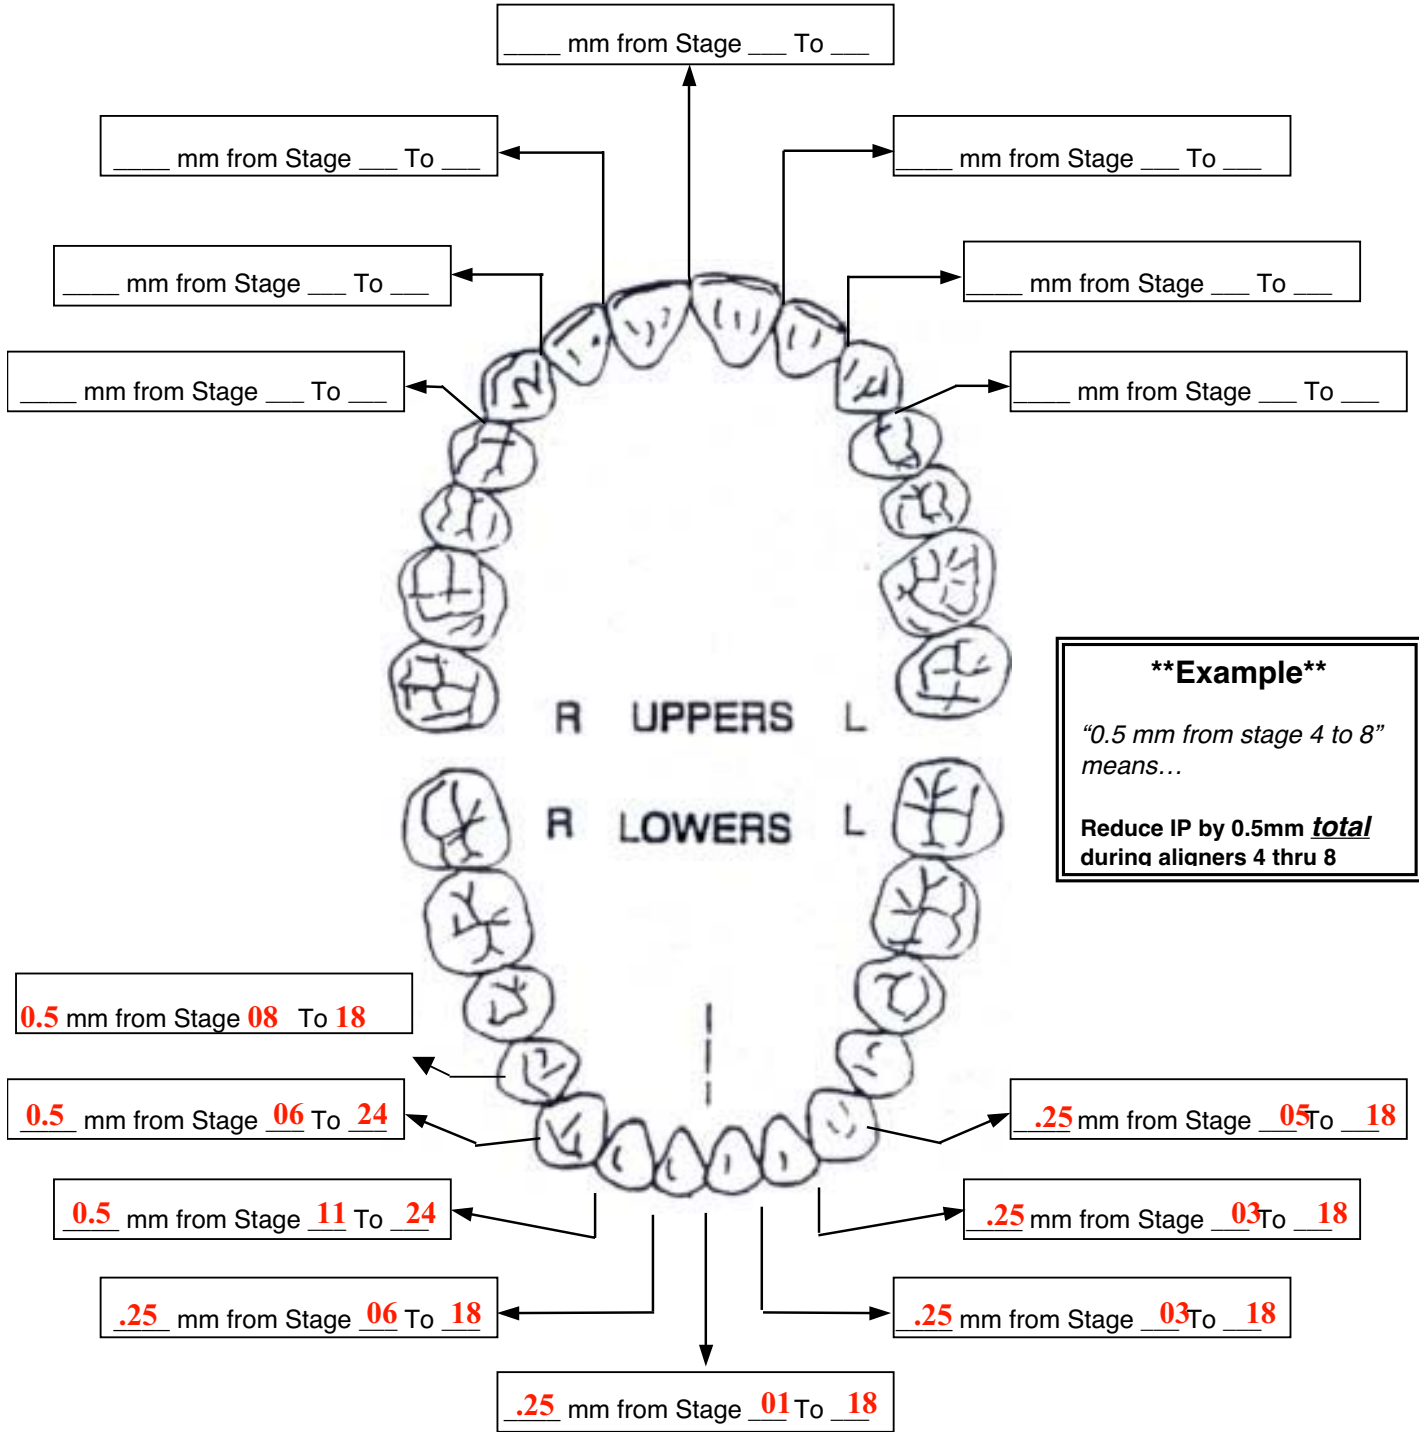 ____ mm from Stage ___ To ___
____ mm from Stage ___ To ___
____ mm from Stage ___ To ___
____ mm from Stage ___ To ___
____ mm from Stage ___ To ___
____ mm from Stage ___ To ___
____ mm from Stage ___ To ___
R UPPERS L
**Example**
“0.5 mm from stage 4 to 8”
means…
Reduce IP by 0.5mm total
during aligners 4 thru 8
R LOWERS L
0.5 mm from Stage 08 To 18
0.5 mm from Stage 06 To 24
.25 mm from Stage 05 To 18
0.5 mm from Stage 11 To 24
.25 mm from Stage 03 To 18
.25 mm from Stage 06 To 18
.25 mm from Stage 03 To 18
.25 mm from Stage 01 To 18